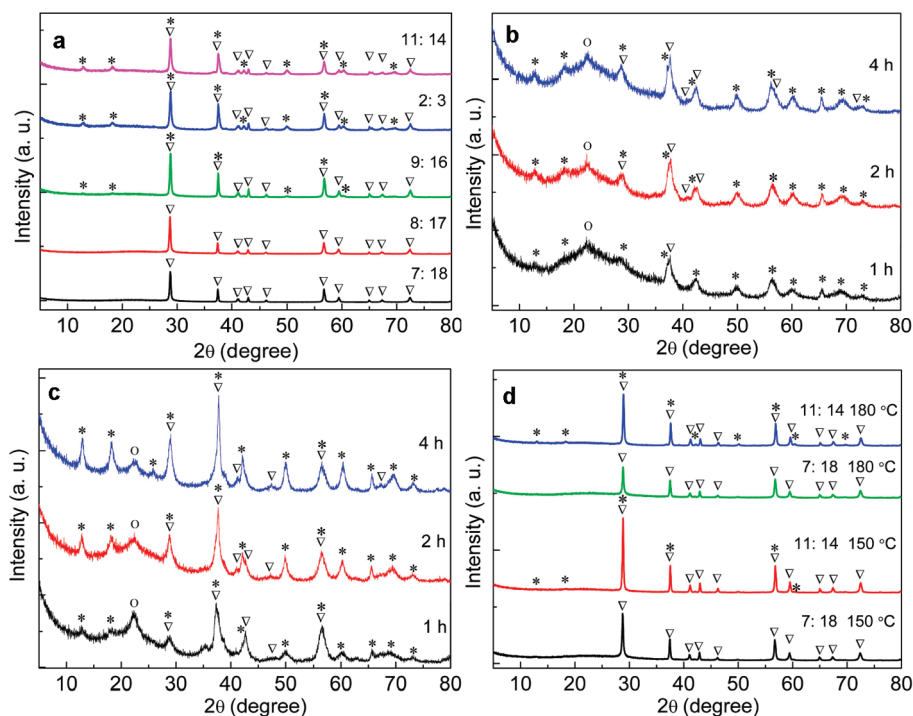 a
11: 14
2: 3
9: 16
8: 17
7: 18
Intensity (a. u.)
10 20 30 40 50 60 70 80
2θ (degree)
b
4 h
2 h
1 h
Intensity (a. u.)
10 20 30 40 50 60 70 80
2θ (degree)
c
4 h
2 h
1 h
Intensity (a. u.)
10 20 30 40 50 60 70 80
2θ (degree)
d
11: 14 180 °C
7: 18 180 °C
11: 14 150 °C
7: 18 150 °C
Intensity (a. u.)
10 20 30 40 50 60 70 80
2θ (degree)